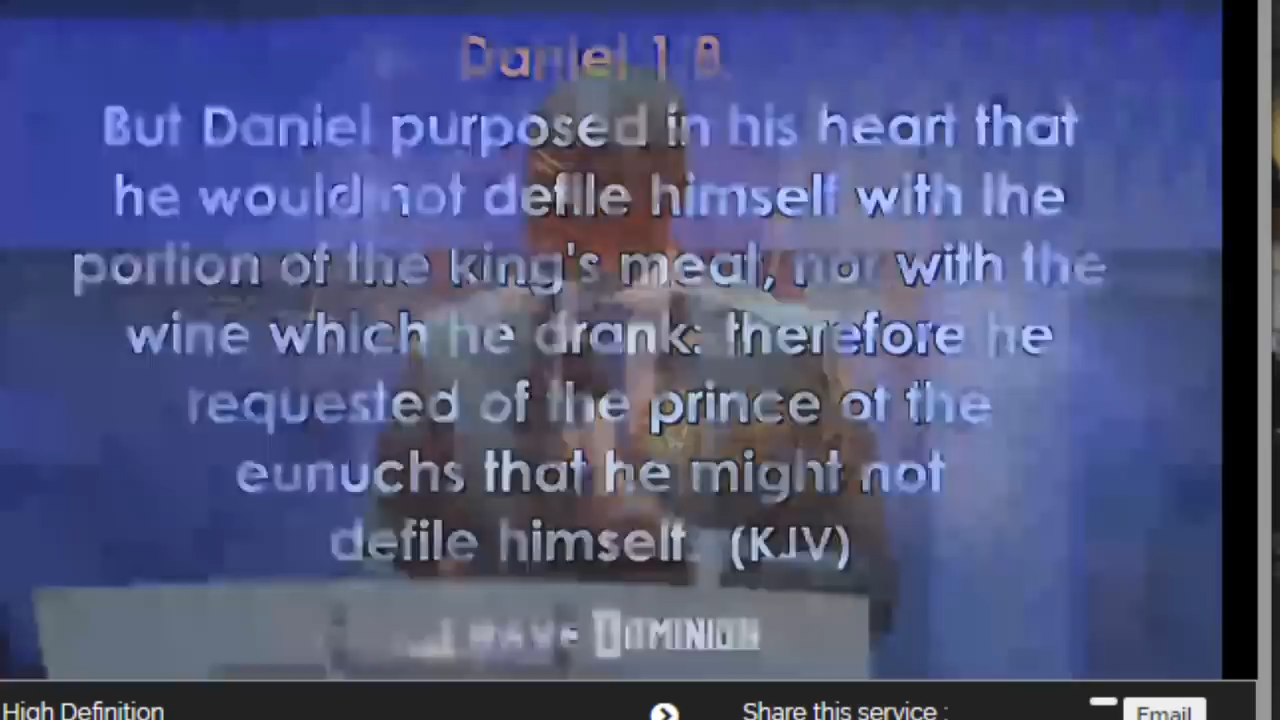 Daniel 1 8
But Daniel purposed in his heart that
he would not defile himself with the
portion of the king's meat, nor with the
wine which he drank: therefore he
requested of the prince of the
eunuchs that he might not
defile himself. (KJV)
HAVE DOMINION
High Definition
Share this service :
Email